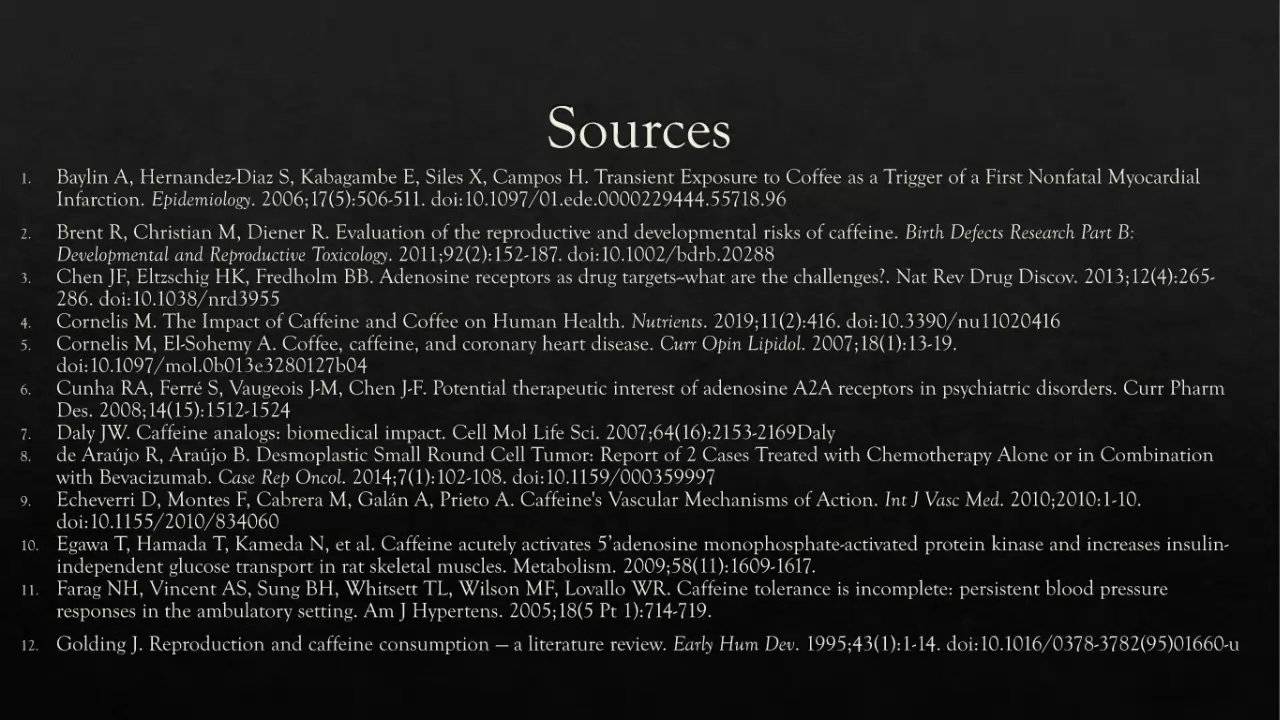 Sources
1. Baylin A, Hernandez-Diaz S, Kabagambe E, Siles X, Campos H. Transient Exposure to Coffee as a Trigger of a First Nonfatal Myocardial
Infarction. Epidemiology. 2006;17(5):506-511. doi:10.1097/01.ede.0000229444.55718.96
2. Brent R, Christian M, Diener R. Evaluation of the reproductive and developmental risks of caffeine. Birth Defects Research Part B:
Developmental and Reproductive Toxicology. 2011;92(2):152-187. doi:10.1002/bdrb.20288
3. Chen JF, Eltzschig HK, Fredholm BB. Adenosine receptors as drug targets--what are the challenges?. Nat Rev Drug Discov. 2013;12(4):265-
286. doi:10.1038/nrd3955
4. Cornelis M. The Impact of Caffeine and Coffee on Human Health. Nutrients. 2019;11(2):416. doi:10.3390/nu11020416
5. Cornelis M, El-Sohemy A. Coffee, caffeine, and coronary heart disease. Curr Opin Lipidol. 2007;18(1):13-19.
doi:10.1097/mol.0b013e3280127b04
6. Cunha RA, Ferré S, Vaugeois J-M, Chen J-F. Potential therapeutic interest of adenosine A2A receptors in psychiatric disorders. Curr Pharm
Des. 2008;14(15):1512-1524
7. Daly JW. Caffeine analogs: biomedical impact. Cell Mol Life Sci. 2007;64(16):2153-2169Daly
8. de Araújo R, Araújo B. Desmoplastic Small Round Cell Tumor: Report of 2 Cases Treated with Chemotherapy Alone or in Combination
with Bevacizumab. Case Rep Oncol. 2014;7(1):102-108. doi:10.1159/000359997
9. Echeverri D, Montes F, Cabrera M, Galán A, Prieto A. Caffeine's Vascular Mechanisms of Action. Int J Vasc Med. 2010;2010:1-10.
doi:10.1155/2010/834060
10. Egawa T, Hamada T, Kameda N, et al. Caffeine acutely activates 5’adenosine monophosphate-activated protein kinase and increases insulin-
independent glucose transport in rat skeletal muscles. Metabolism. 2009;58(11):1609-1617.
11. Farag NH, Vincent AS, Sung BH, Whitsett TL, Wilson MF, Lovallo WR. Caffeine tolerance is incomplete: persistent blood pressure
responses in the ambulatory setting. Am J Hypertens. 2005;18(5 Pt 1):714-719.
12. Golding J. Reproduction and caffeine consumption — a literature review. Early Hum Dev. 1995;43(1):1-14. doi:10.1016/0378-3782(95)01660-u